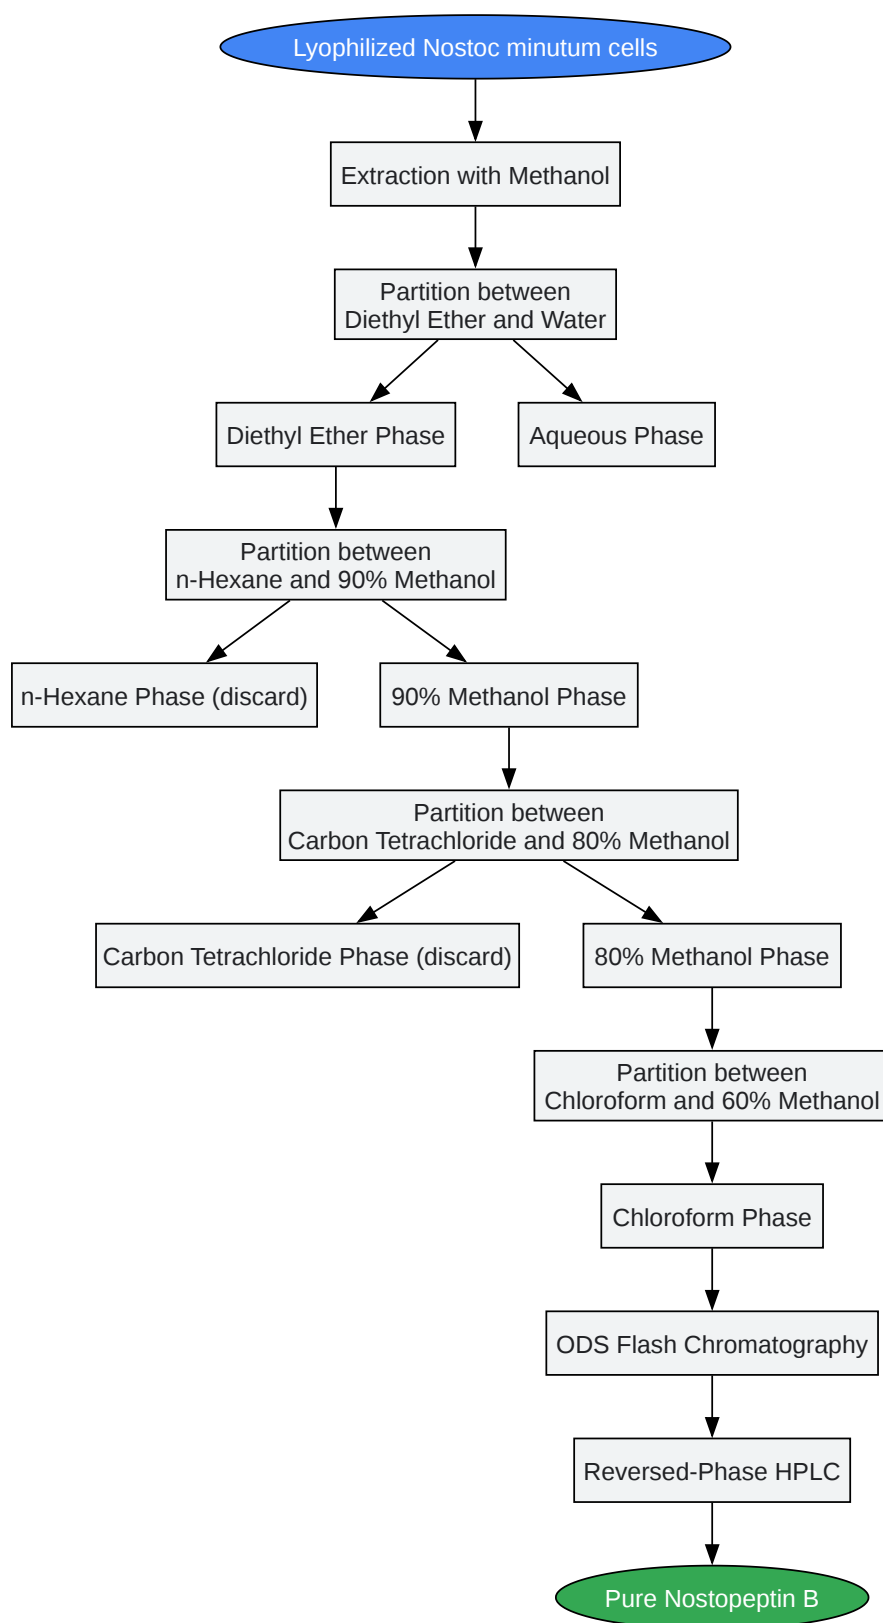 Lyophilized Nostoc minutum cells
Extraction with Methanol
Partition between
Diethyl Ether and Water
Diethyl Ether Phase
Aqueous Phase
Partition between
n-Hexane and 90% Methanol
n-Hexane Phase (discard)
90% Methanol Phase
Partition between
Carbon Tetrachloride and 80% Methanol
Carbon Tetrachloride Phase (discard)
80% Methanol Phase
Partition between
Chloroform and 60% Methanol
Chloroform Phase
ODS Flash Chromatography
Reversed-Phase HPLC
Pure Nostopeptin B